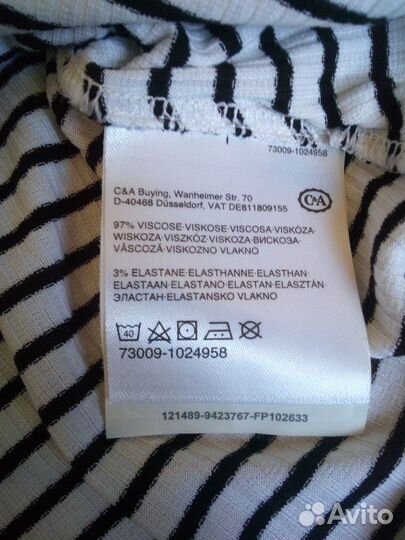 73009-1024958
C&A Buying, Wanheimer Str. 70
D-40468 Düsseldorf, VAT DE811809155
C&A
97% VISCOSE·VISKOSE·VISCOSA·VISKÓZA
WISKOZA·VISZKÓZ·VISKOZA·ВИСКОЗА
VÂSCOZĂ·VISKOZNO VLAKNO
3% ELASTANE·ELASTHANNE·ELASTHAN
ELASTAAN·ELASTANO·ELASTAN·ELASZTÁN
ЭЛАСТАН·ELASTANSKO VLAKNO
40
73009-1024958
121489-9423767-FP102633
Avito